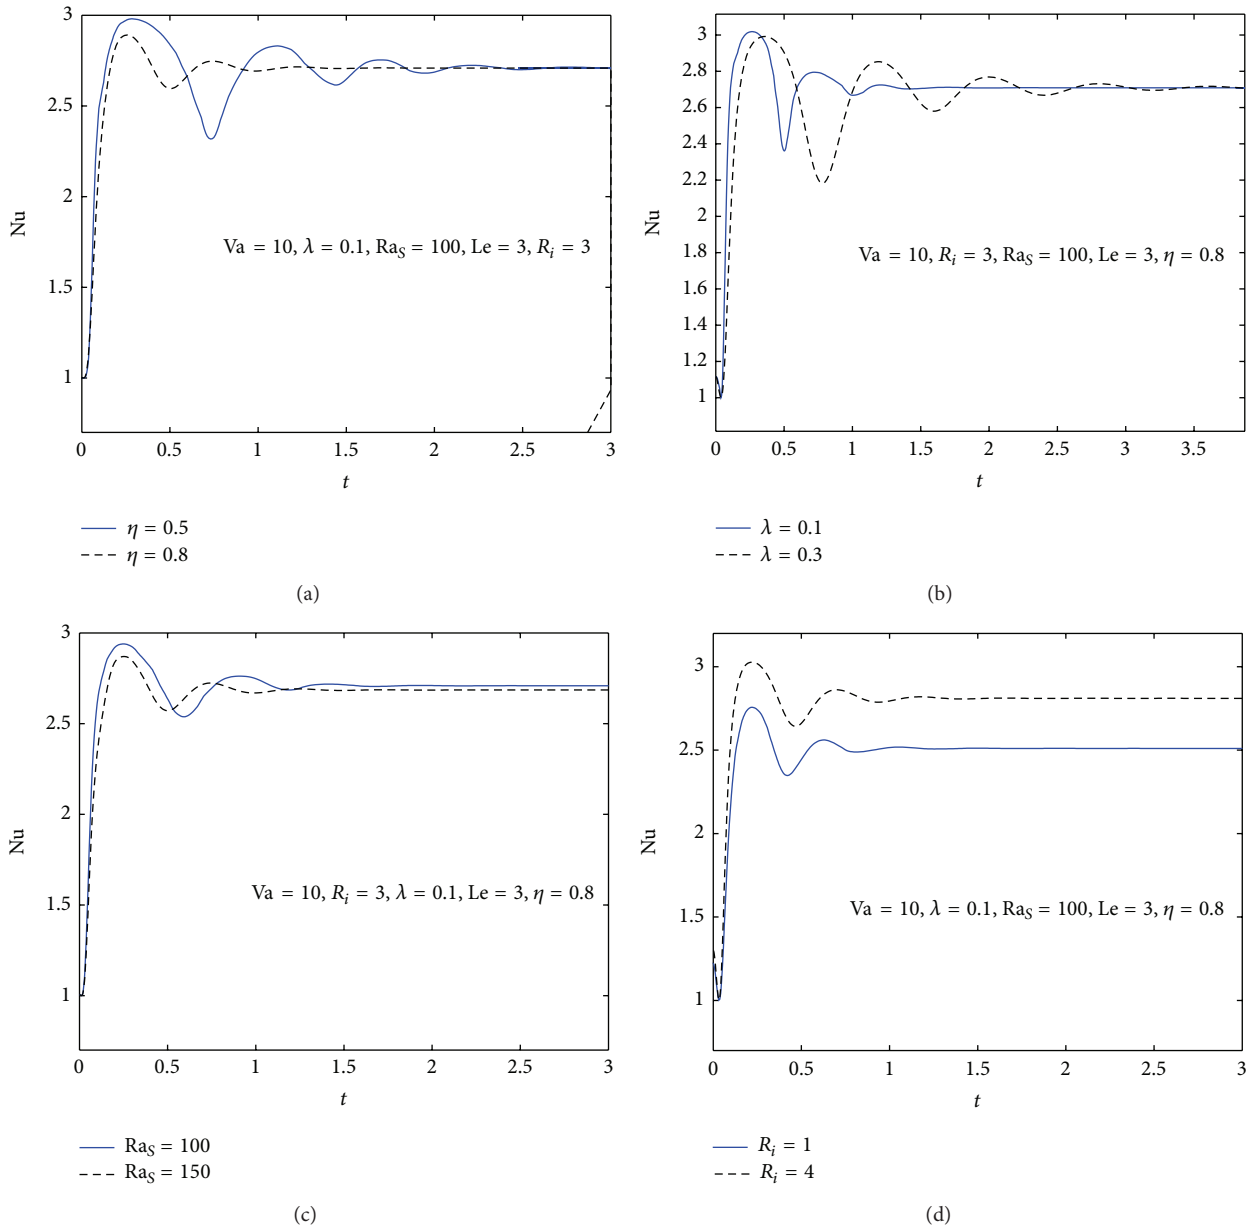 3
2.5
2
1.5
1
Nu
Va = 10, λ = 0.1, Ra_S = 100, Le = 3, R_i = 3
0 0.5 1 1.5 2 2.5 3
t
η = 0.5
η = 0.8
(a)
3
2.8
2.6
2.4
2.2
2
1.8
1.6
1.4
1.2
1
Nu
Va = 10, R_i = 3, Ra_S = 100, Le = 3, η = 0.8
0 0.5 1 1.5 2 2.5 3 3.5
t
λ = 0.1
λ = 0.3
(b)
3
2.5
2
1.5
1
Nu
Va = 10, R_i = 3, λ = 0.1, Le = 3, η = 0.8
0 0.5 1 1.5 2 2.5 3
t
Ra_S = 100
Ra_S = 150
(c)
3
2.5
2
1.5
1
Nu
Va = 10, λ = 0.1, Ra_S = 100, Le = 3, η = 0.8
0 0.5 1 1.5 2 2.5 3
t
R_i = 1
R_i = 4
(d)